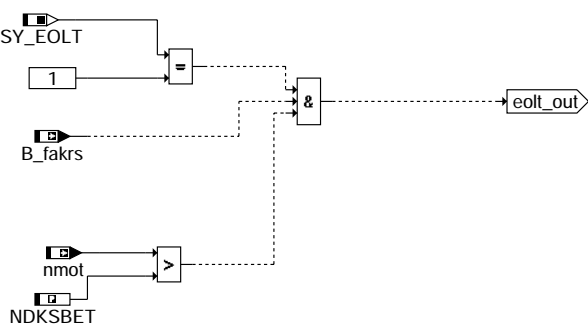 SY_EOLT
=
1
&
eolt_out
B_fakrs
nmot
>
NDKSBET